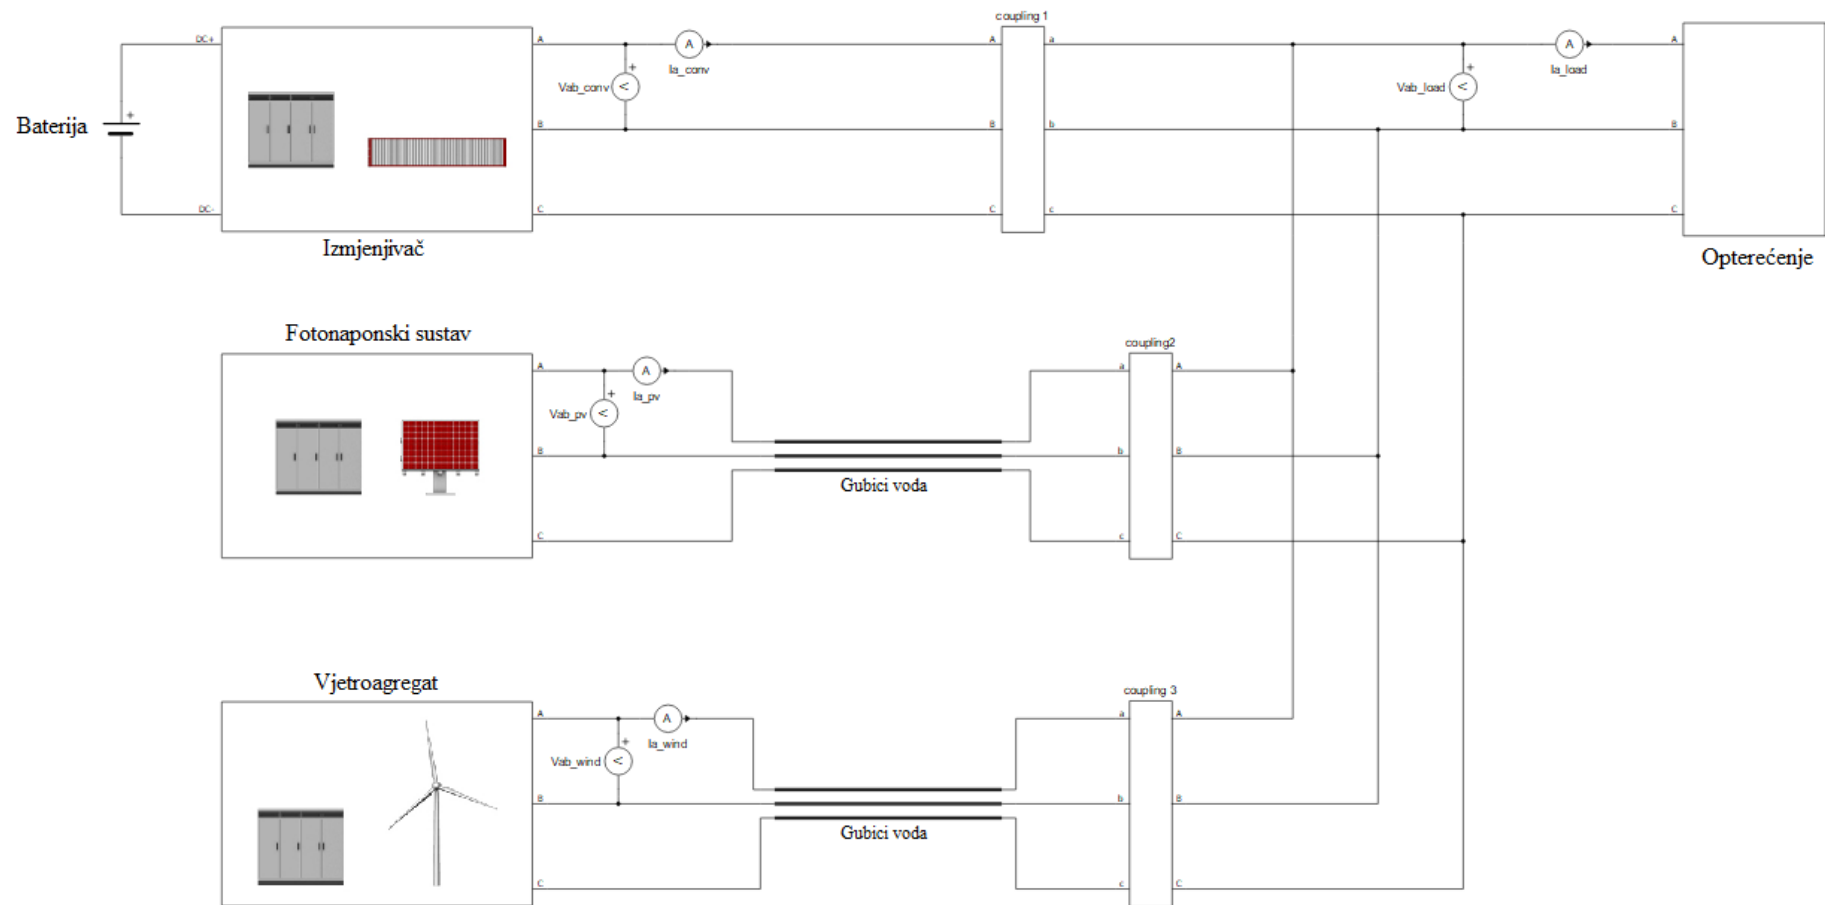 coupling 1
DC+
A
A
Ia_conv
A
a
A
Ia_load
A
Vab_conv
V
Vab_load
V
Baterija
B
B
b
B
DC-
C
C
c
C
Izmjenjivač
Opterećenje
Fotonaponski sustav
coupling2
A
A
Ia_pv
a
A
Vab_pv
V
B
b
B
Gubici voda
C
c
C
Vjetroagregat
coupling 3
A
A
Ia_wind
a
A
Vab_wind
V
B
b
B
Gubici voda
C
c
C